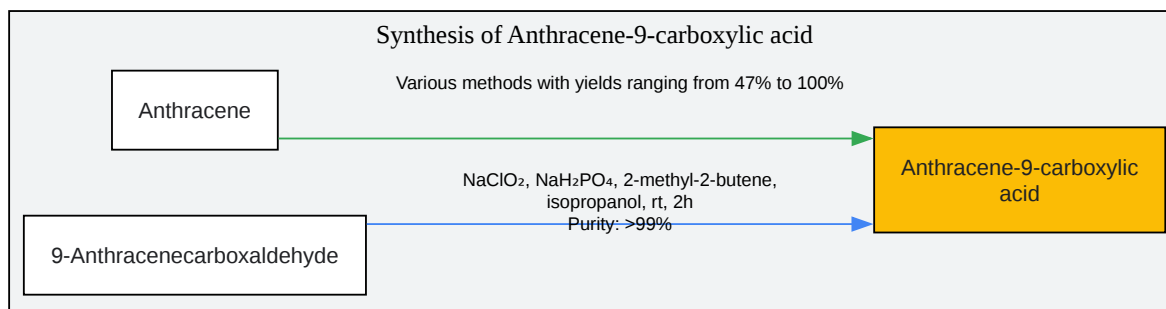 Synthesis of Anthracene-9-carboxylic acid
Various methods with yields ranging from 47% to 100%
Anthracene
NaClO₂, NaH₂PO₄, 2-methyl-2-butene,
isopropanol, rt, 2h
Purity: >99%
Anthracene-9-carboxylic
acid
9-Anthracenecarboxaldehyde